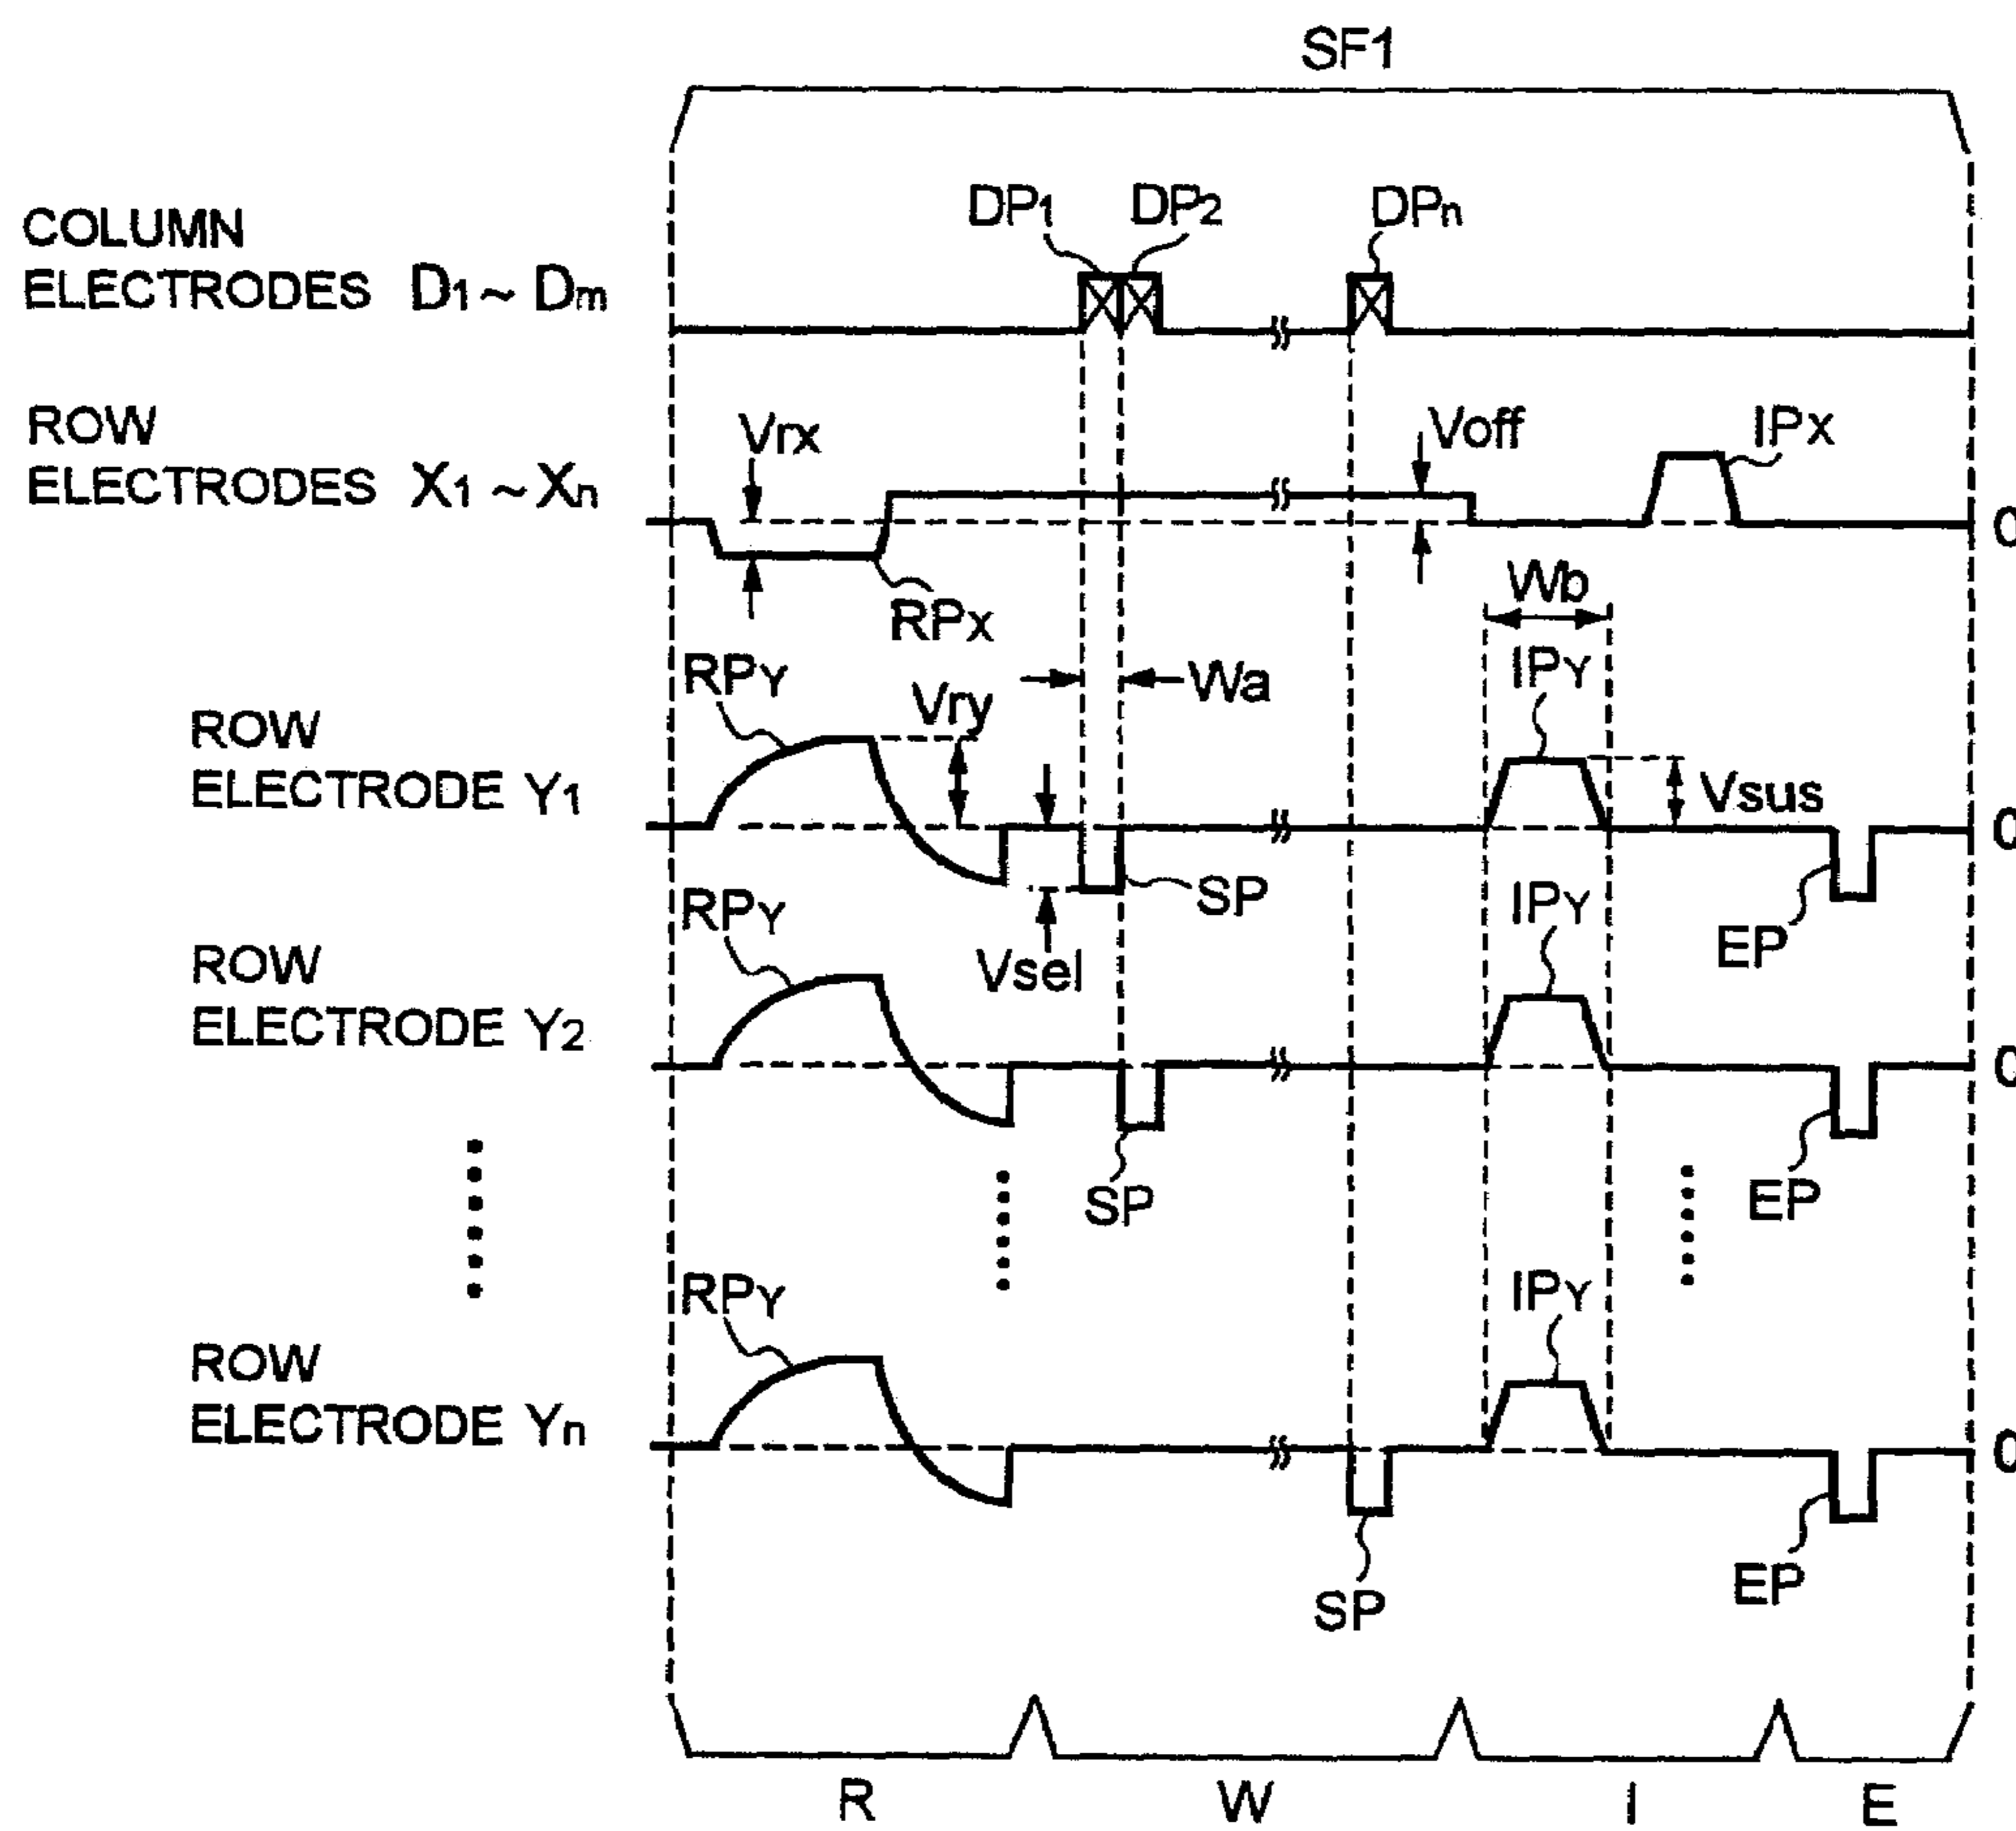 SF1
DP1 DP2 DPn
COLUMN
ELECTRODES D1 ~ Dm
ROW
ELECTRODES X1 ~ Xn
Vrx
Voff
IPX
0
RPX
Wb
RPY
Vry
Wa
IPY
ROW
ELECTRODE Y1
Vsus
0
SP
Vsel
EP
RPY
IPY
ROW
ELECTRODE Y2
0
SP
EP
RPY
IPY
ROW
ELECTRODE Yn
0
SP
EP
R W I E